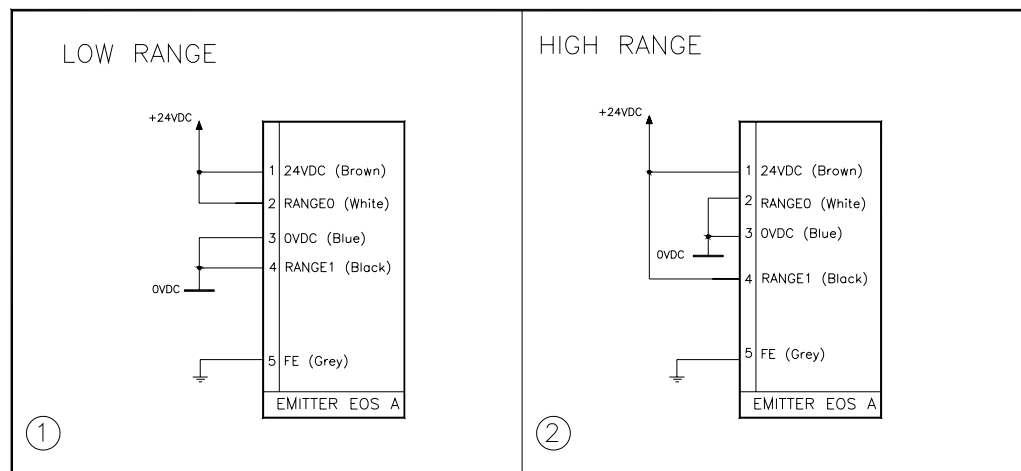 LOW RANGE
+24VDC
1 24VDC (Brown)
2 RANGE0 (White)
3 0VDC (Blue)
4 RANGE1 (Black)
0VDC
5 FE (Grey)
EMITTER EOS A
1
HIGH RANGE
+24VDC
1 24VDC (Brown)
2 RANGE0 (White)
3 0VDC (Blue)
0VDC
4 RANGE1 (Black)
5 FE (Grey)
EMITTER EOS A
2